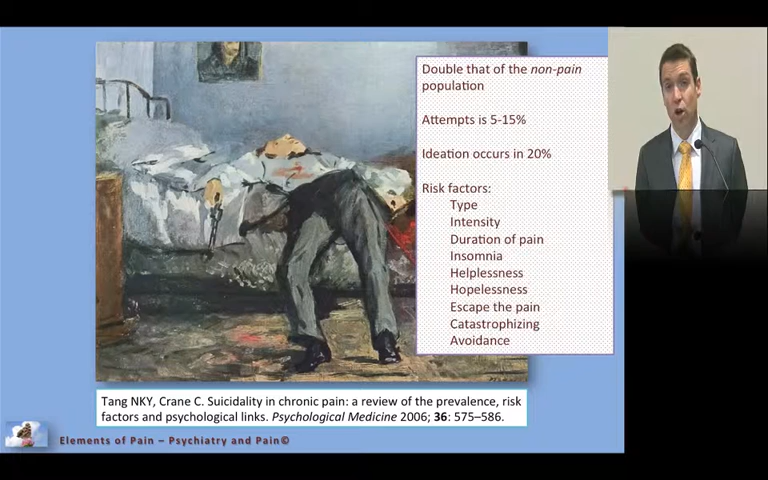 Double that of the non-pain
population
Attempts is 5-15%
Ideation occurs in 20%
Risk factors:
Type
Intensity
Duration of pain
Insomnia
Helplessness
Hopelessness
Escape the pain
Catastrophizing
Avoidance
Tang NKY, Crane C. Suicidality in chronic pain: a review of the prevalence, risk
factors and psychological links. Psychological Medicine 2006; 36: 575–586.
Elements of Pain – Psychiatry and Pain©